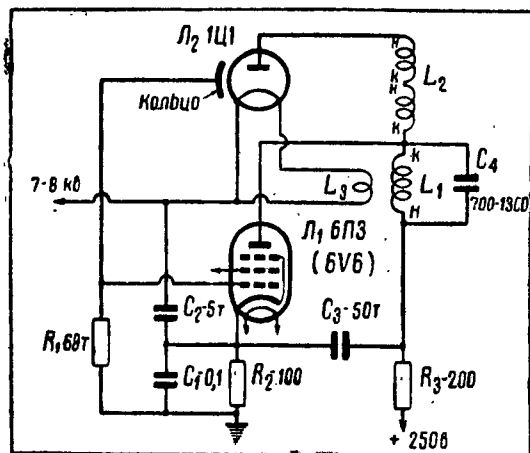 Л₂ 1Ц1
кольцо
к
к
н
L₂
к
7-8 кв
L₃
L₁
C₄
700-1300
н
Л₁ 6П3
(6V6)
C₂-5т
C₃-50т
R₁ 68т
C₁-0,1
R₂-100
R₃-200
+ 250в